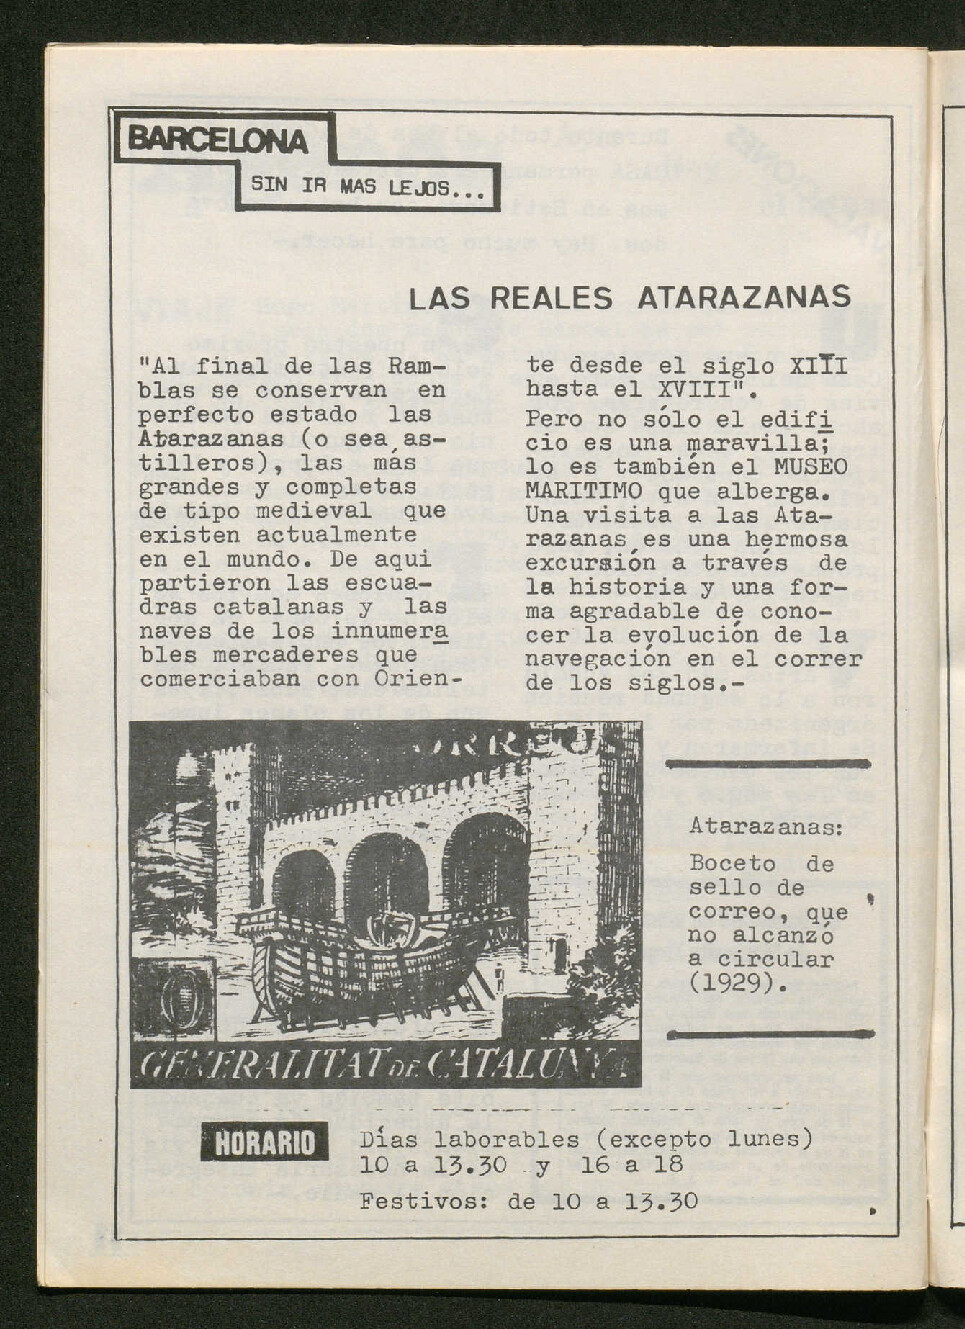 BARCELONA
SIN IR MAS LEJOS...
LAS REALES ATARAZANAS
"Al final de las Ram-
blas se conservan en
perfecto estado las
Atarazanas (o sea as-
tilleros), las más
grandes y completas
de tipo medieval que
existen actualmente
en el mundo. De aqui
partieron las escua-
dras catalanas y las
naves de los innumera
bles mercaderes que
comerciaban con Orien-
te desde el siglo XIII
hasta el XVIII".
Pero no sólo el edifi
cio es una maravilla;
lo es también el MUSEO
MARITIMO que alberga.
Una visita a las Ata-
razanas es una hermosa
excursión a través de
la historia y una for-
ma agradable de cono-
cer la evolución de la
navegación en el correr
de los siglos.-
CORREUS
GENERALITAT DE CATALUNYA
Atarazanas:
Boceto de
sello de
correo, que
no alcanzó
a circular
(1929).
HORARIO
Días laborables (excepto lunes)
10 a 13.30 y 16 a 18
Festivos: de 10 a 13.30